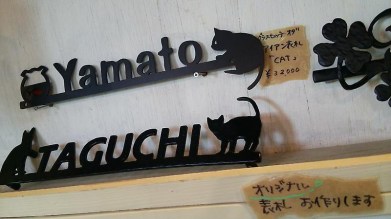 Yamato
アイアン表札
「CAT」
TAGUCHI
オリジナル
表札 お作りします